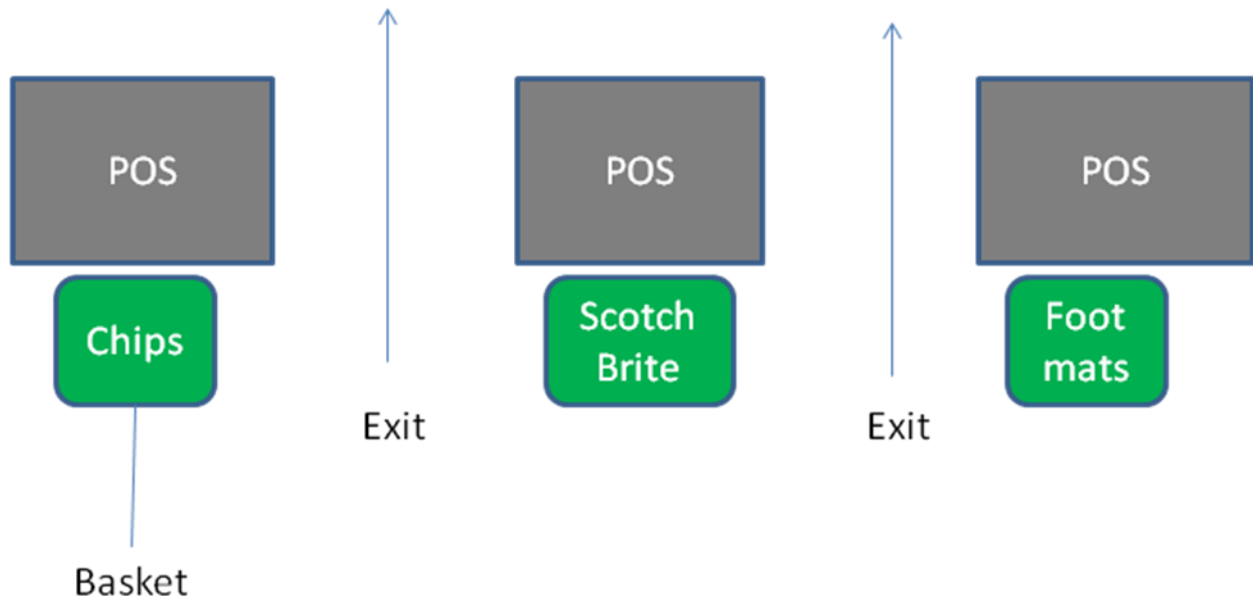 POS
POS
POS
Chips
Scotch
Brite
Foot
mats
Exit
Exit
Basket